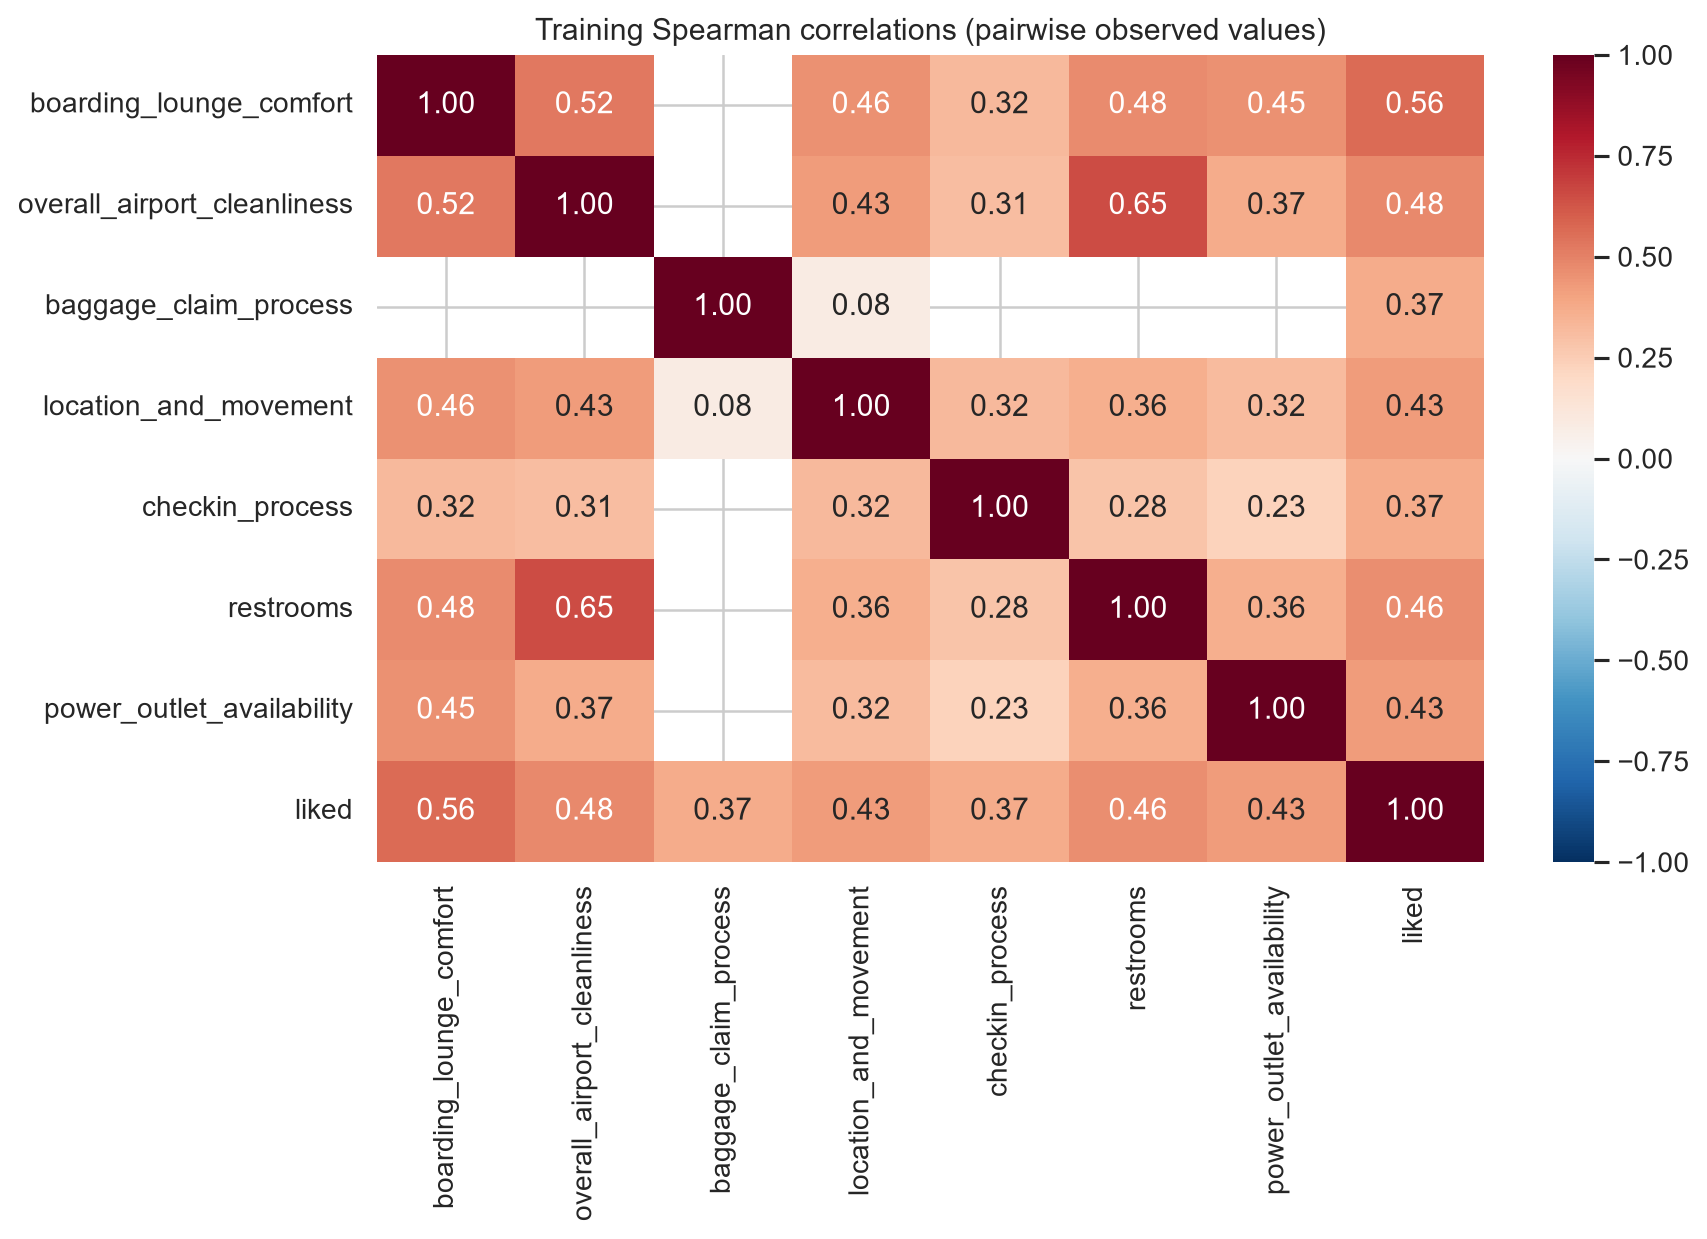 Training Spearman correlations (pairwise observed values)
boarding_lounge_comfort 1.00 0.52 0.46 0.32 0.48 0.45 0.56
overall_airport_cleanliness 0.52 1.00 0.43 0.31 0.65 0.37 0.48
baggage_claim_process 1.00 0.08 0.37
location_and_movement 0.46 0.43 0.08 1.00 0.32 0.36 0.32 0.43
checkin_process 0.32 0.31 0.32 1.00 0.28 0.23 0.37
restrooms 0.48 0.65 0.36 0.28 1.00 0.36 0.46
power_outlet_availability 0.45 0.37 0.32 0.23 0.36 1.00 0.43
liked 0.56 0.48 0.37 0.43 0.37 0.46 0.43 1.00
boarding_lounge_comfort
overall_airport_cleanliness
baggage_claim_process
location_and_movement
checkin_process
restrooms
power_outlet_availability
liked
1.00
0.75
0.50
0.25
0.00
−0.25
−0.50
−0.75
−1.00